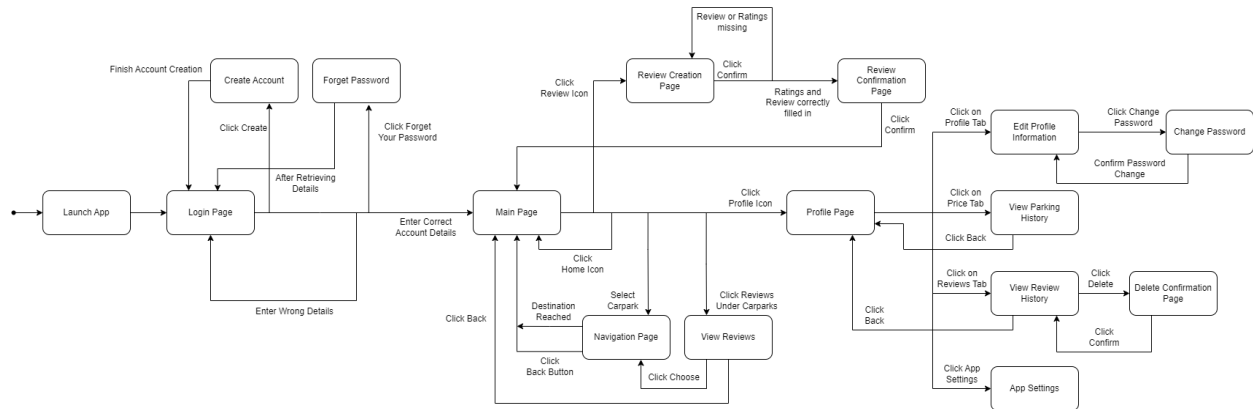 Review or Ratings
missing
Finish Account Creation
Create Account
Forget Password
Click
Review Icon
Review Creation
Page
Click
Confirm
Review
Confirmation
Page
Ratings and
Review correctly
filled in
Click Create
Click Forget
Your Password
Click
Confirm
Click on
Profile Tab
Edit Profile
Information
Click Change
Password
Change Password
Confirm Password
Change
After Retrieving
Details
Launch App
Login Page
Enter Correct
Account Details
Main Page
Click
Profile Icon
Profile Page
Click on
Price Tab
View Parking
History
Click Back
Click
Home Icon
Enter Wrong Details
Click Back
Destination
Reached
Select
Carpark
Click Reviews
Under Carparks
Navigation Page
View Reviews
Click
Back Button
Click Choose
Click
Back
Click on
Reviews Tab
View Review
History
Click
Delete
Delete Confirmation
Page
Click
Confirm
Click App
Settings
App Settings